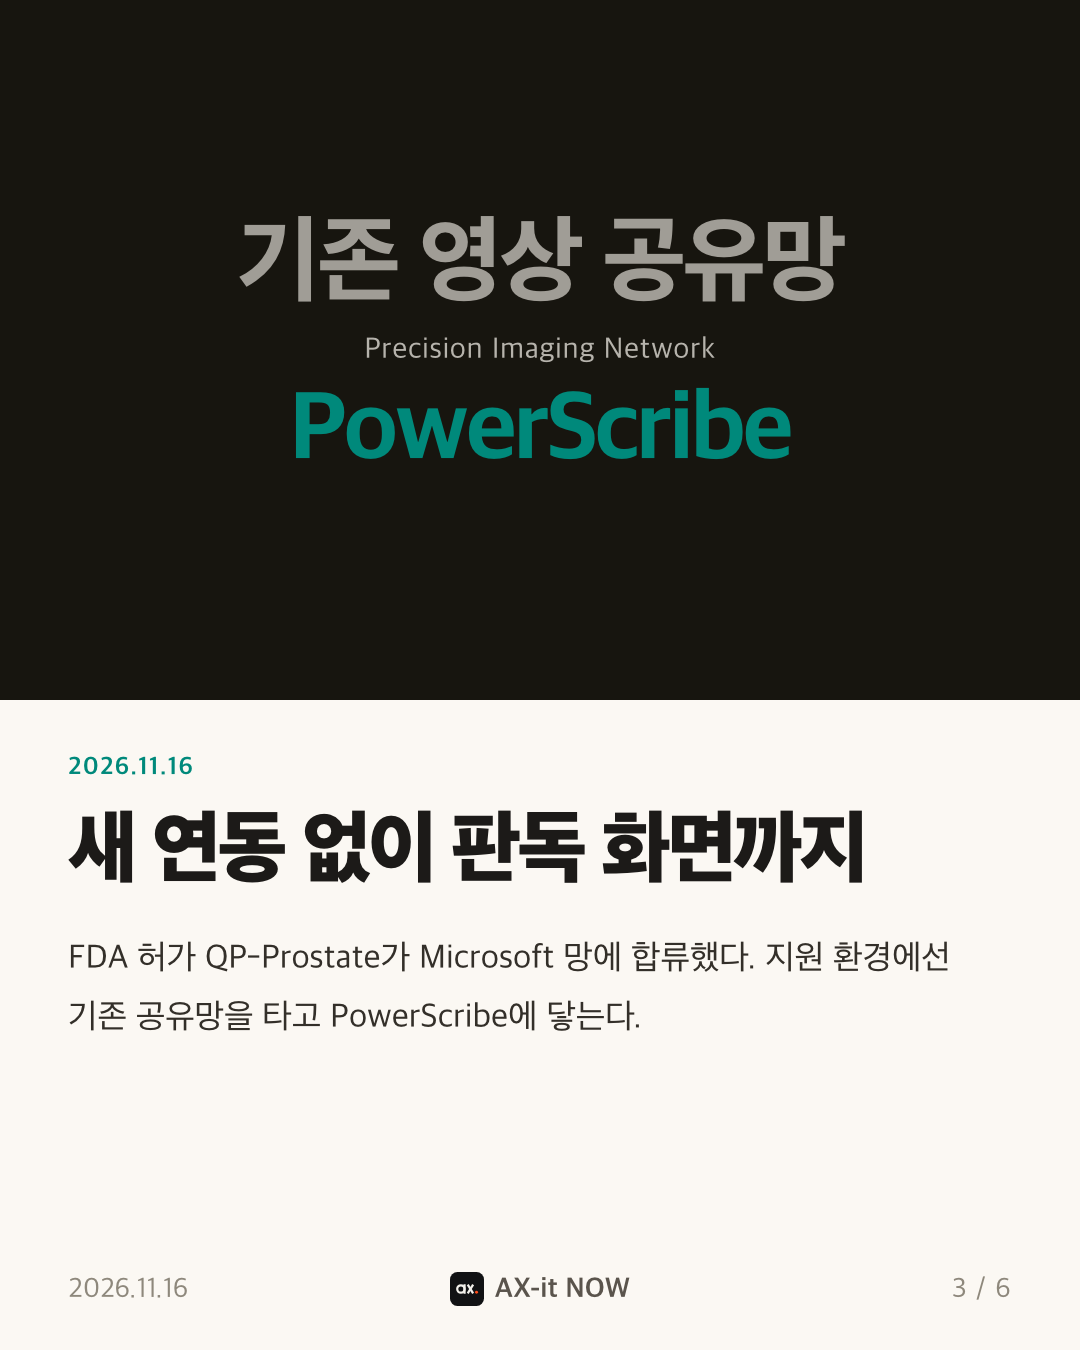 기존 영상 공유망
Precision Imaging Network
PowerScribe
2026.11.16
새 연동 없이 판독 화면까지
FDA 허가 QP-Prostate가 Microsoft 망에 합류했다. 지원 환경에선
기존 공유망을 타고 PowerScribe에 닿는다.
2026.11.16
ax.
AX-it NOW
3 / 6